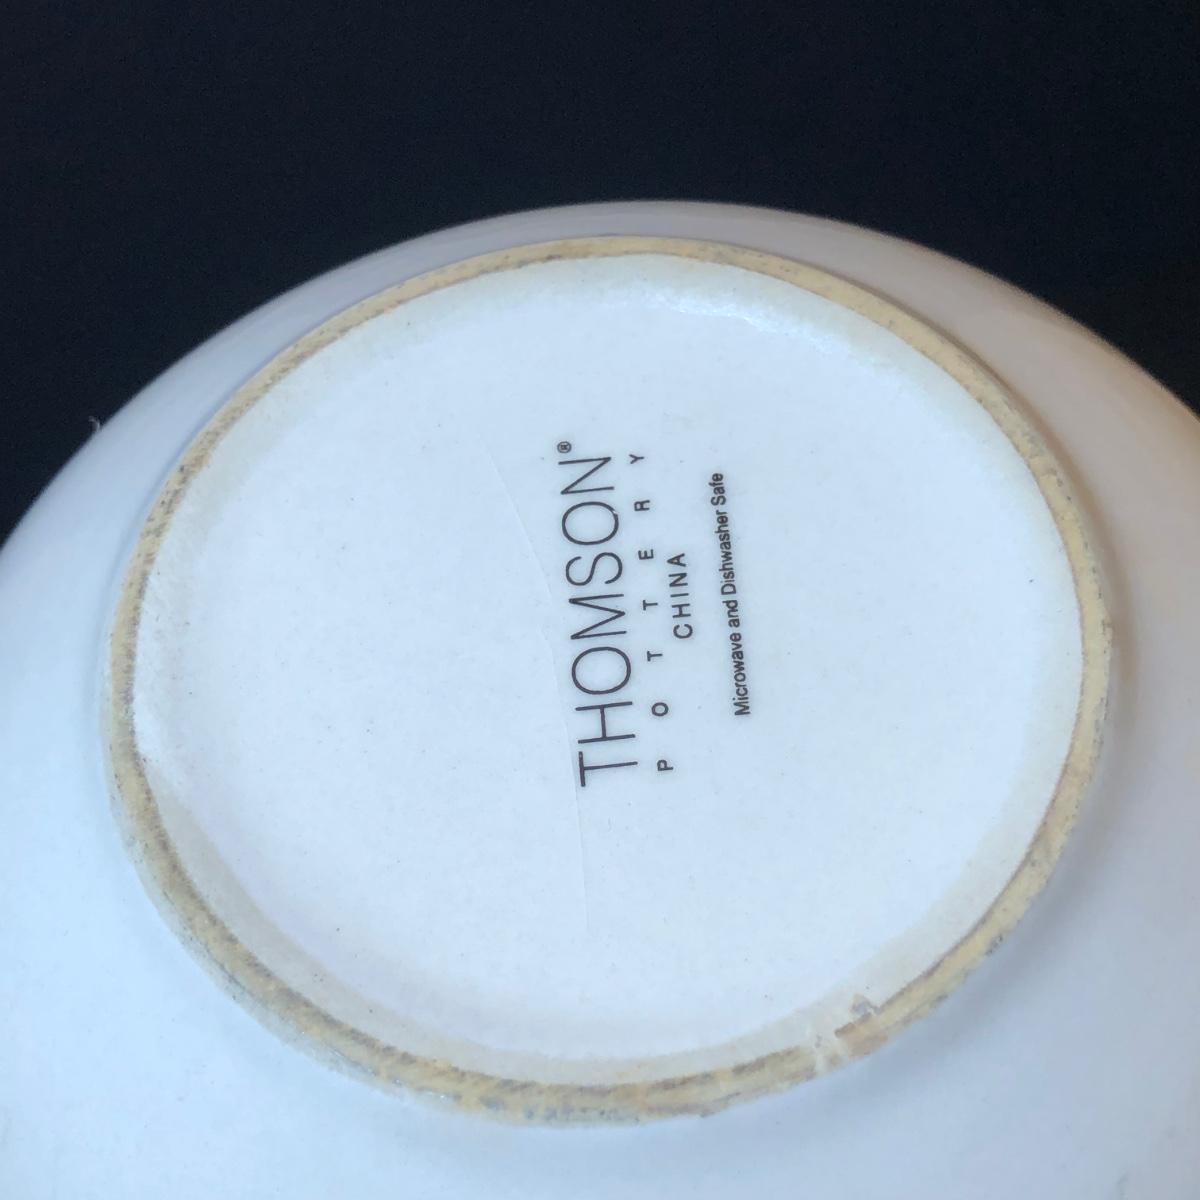 THOMSON®
POTTERY
CHINA
Microwave and Dishwasher Safe